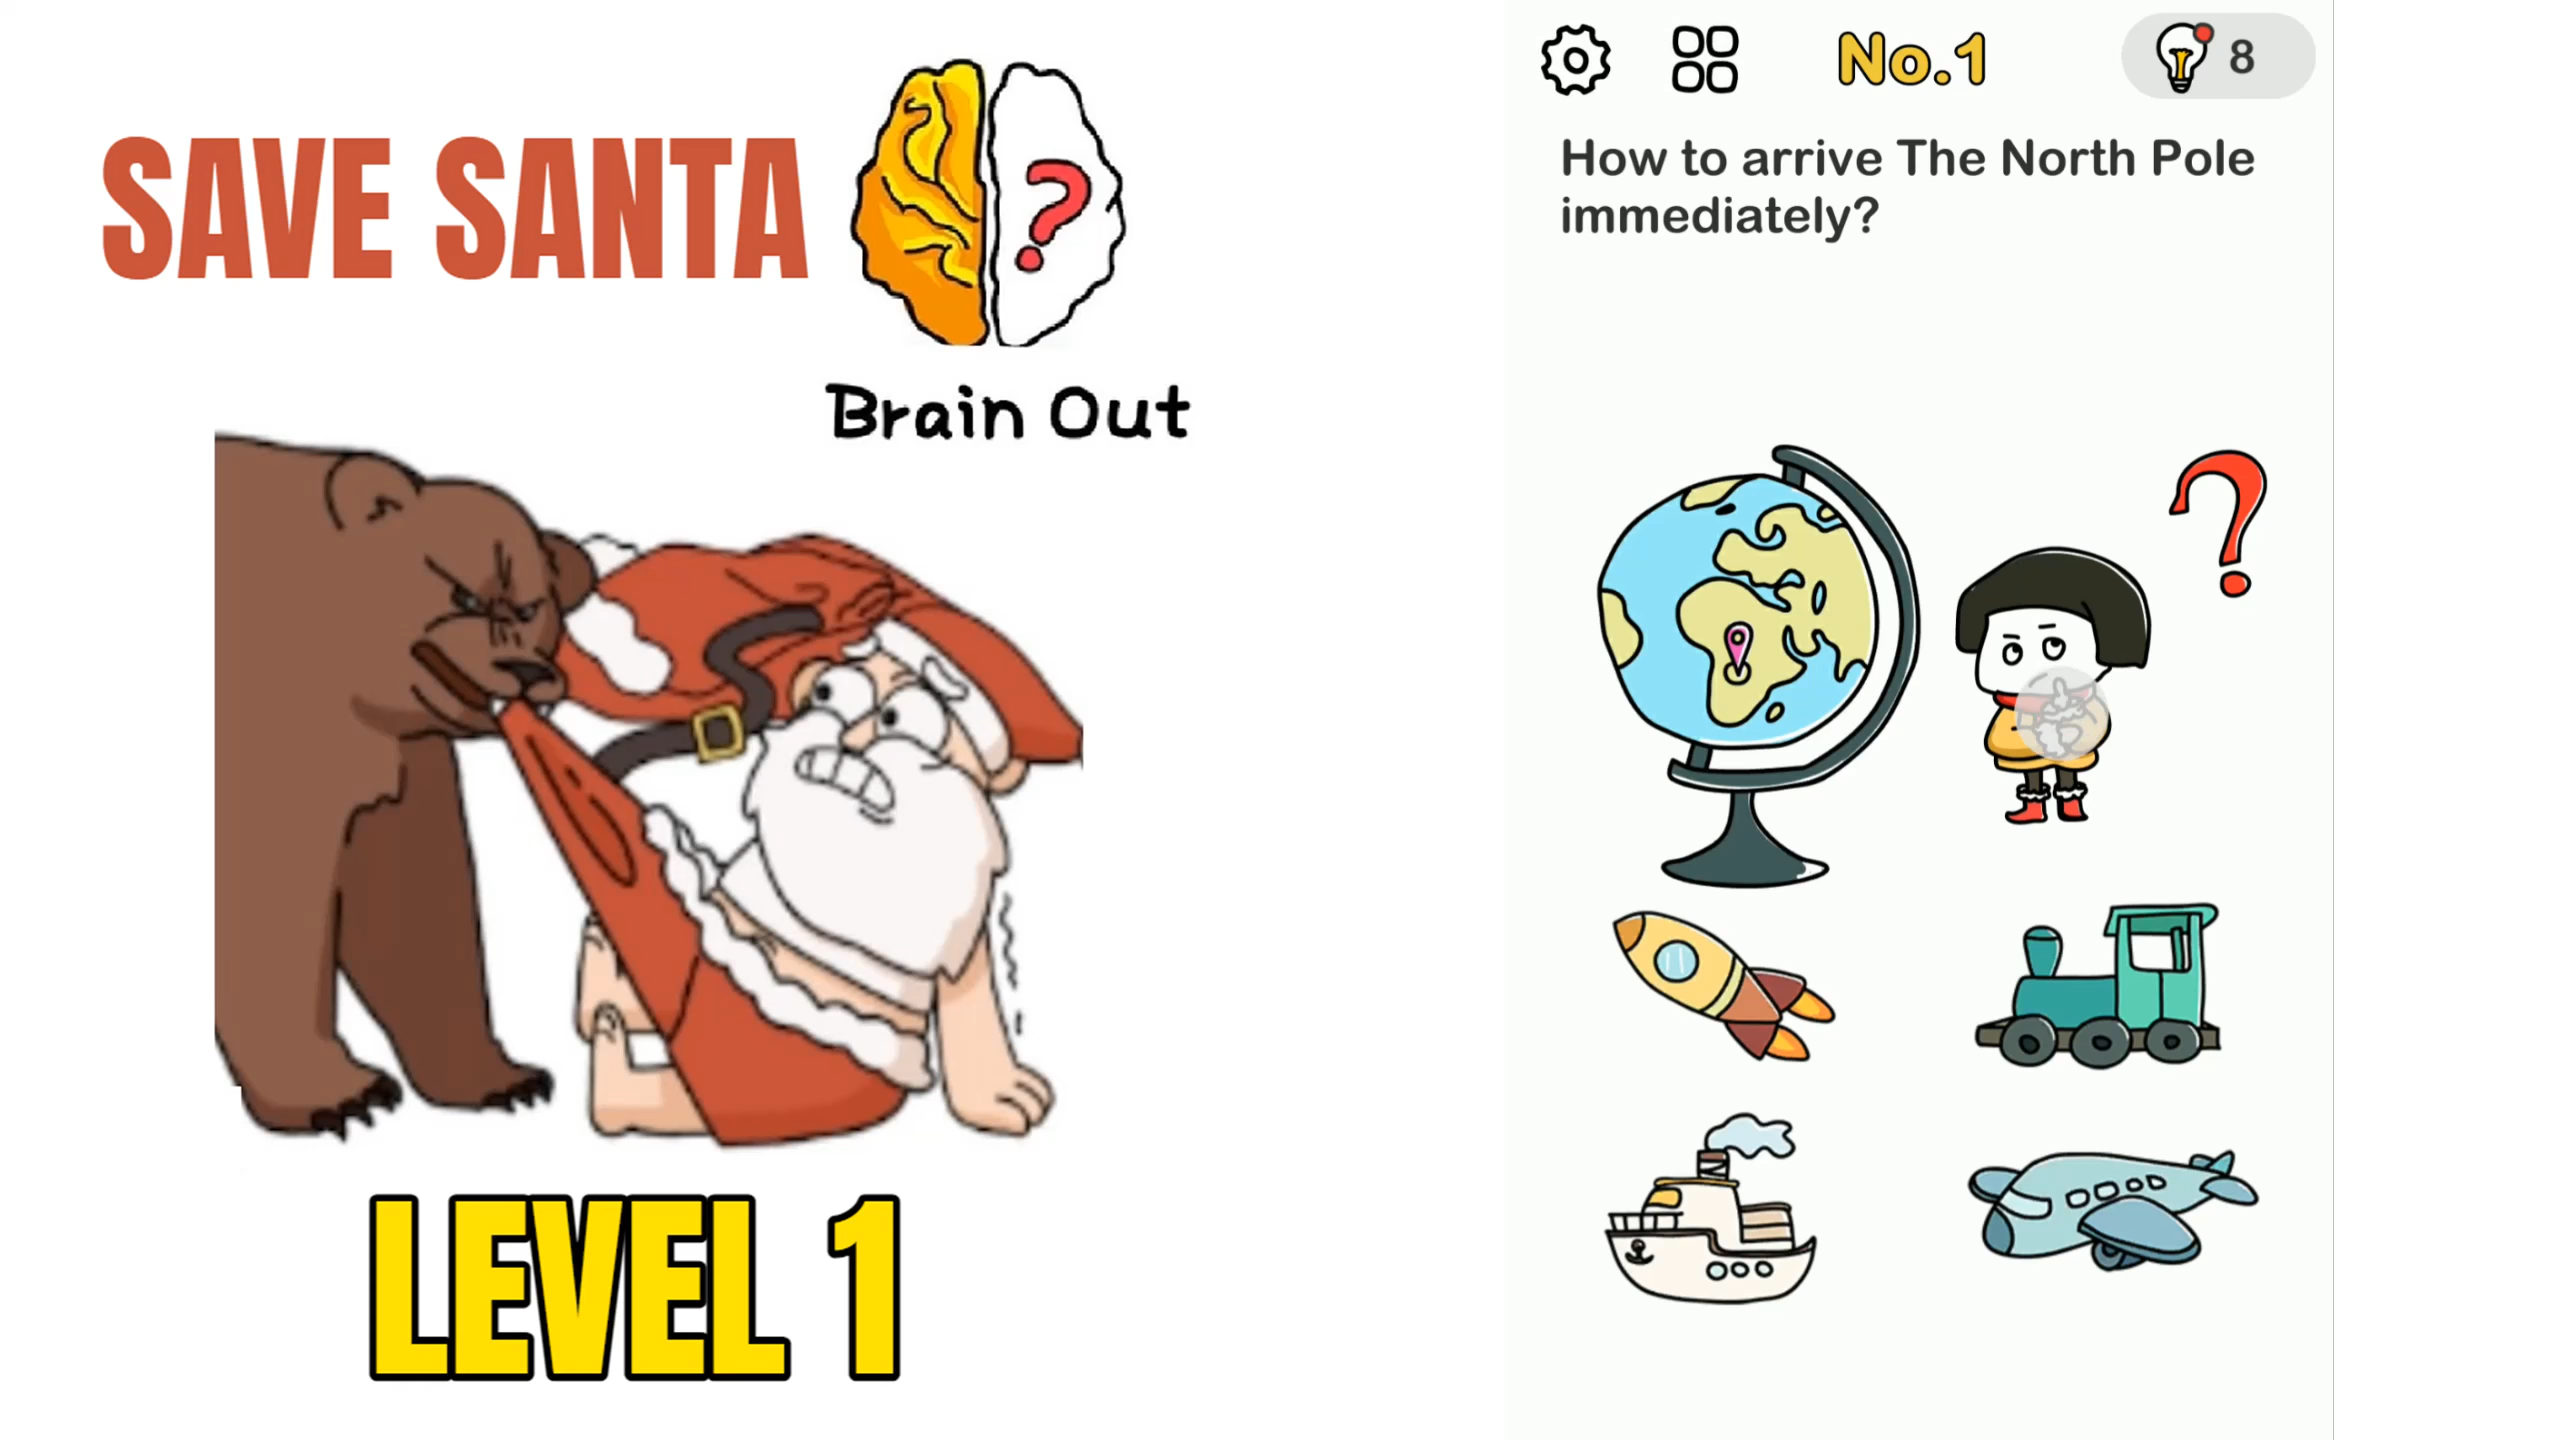 SAVE SANTA
Brain Out
LEVEL 1
No.1
8
How to arrive The North Pole
immediately?